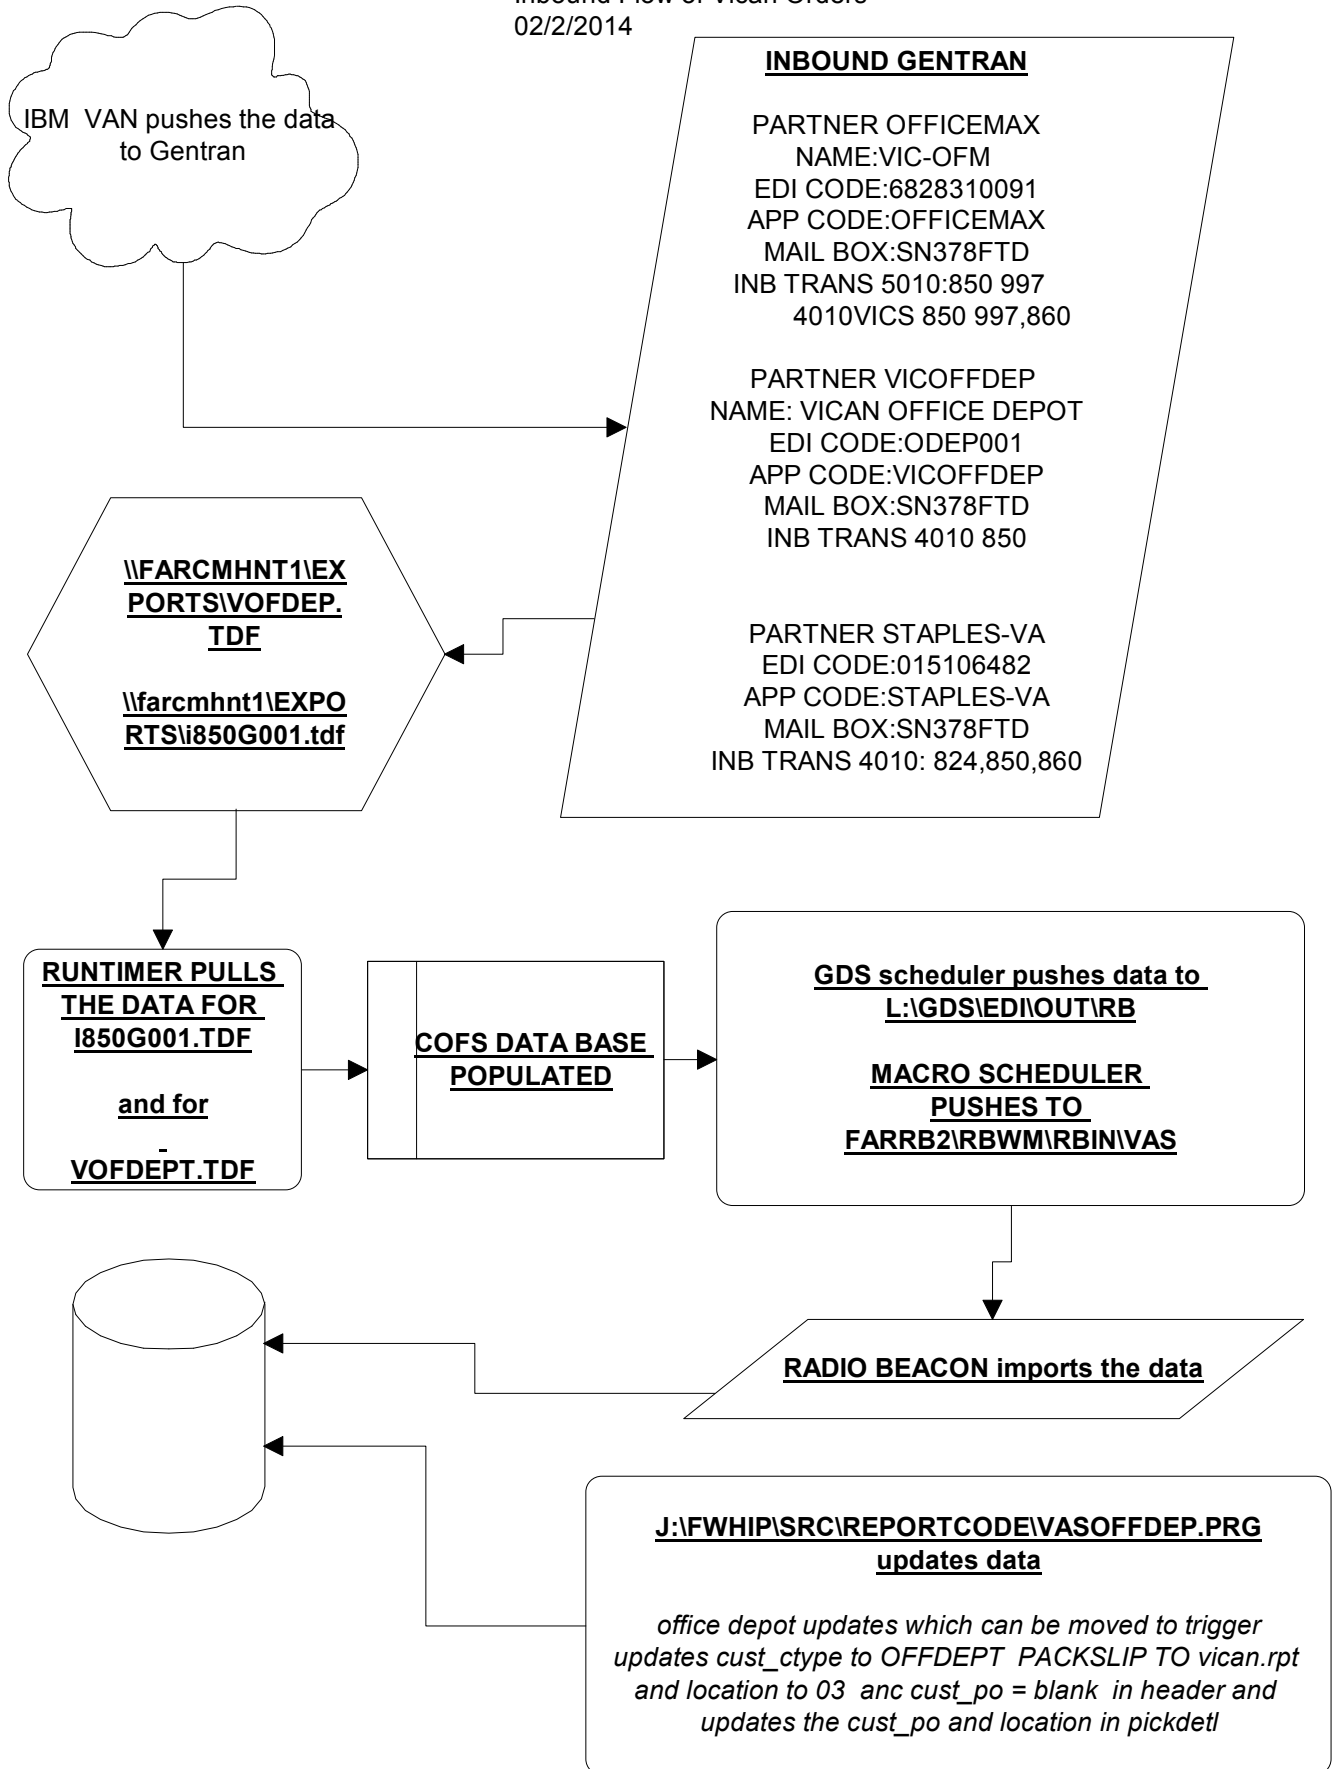 Inbound Flow of Vican Orders
02/2/2014
IBM  VAN pushes the data
to Gentran
INBOUND GENTRAN
PARTNER OFFICEMAX
NAME:VIC-OFM
EDI CODE:6828310091
APP CODE:OFFICEMAX
MAIL BOX:SN378FTD
INB TRANS 5010:850 997
4010VICS 850 997,860
PARTNER VICOFFDEP
NAME: VICAN OFFICE DEPOT
EDI CODE:ODEP001
APP CODE:VICOFFDEP
MAIL BOX:SN378FTD
INB TRANS 4010 850
PARTNER STAPLES-VA
EDI CODE:015106482
APP CODE:STAPLES-VA
MAIL BOX:SN378FTD
INB TRANS 4010: 824,850,860
\\FARCMHNT1\EX
PORTS\VOFDEP.
TDF
\\farcmhnt1\EXPO
RTS\i850G001.tdf
RUNTIMER PULLS
THE DATA FOR
I850G001.TDF
and for
VOFDEPT.TDF
COFS DATA BASE
POPULATED
GDS scheduler pushes data to
L:\GDS\EDI\OUT\RB
MACRO SCHEDULER
PUSHES TO
FARRB2\RBWM\RBIN\VAS
RADIO BEACON imports the data
J:\FWHIP\SRC\REPORTCODE\VASOFFDEP.PRG
updates data
office depot updates which can be moved to trigger
updates cust_ctype to OFFDEPT  PACKSLIP TO vican.rpt
and location to 03  anc cust_po = blank  in header and
updates the cust_po and location in pickdetl